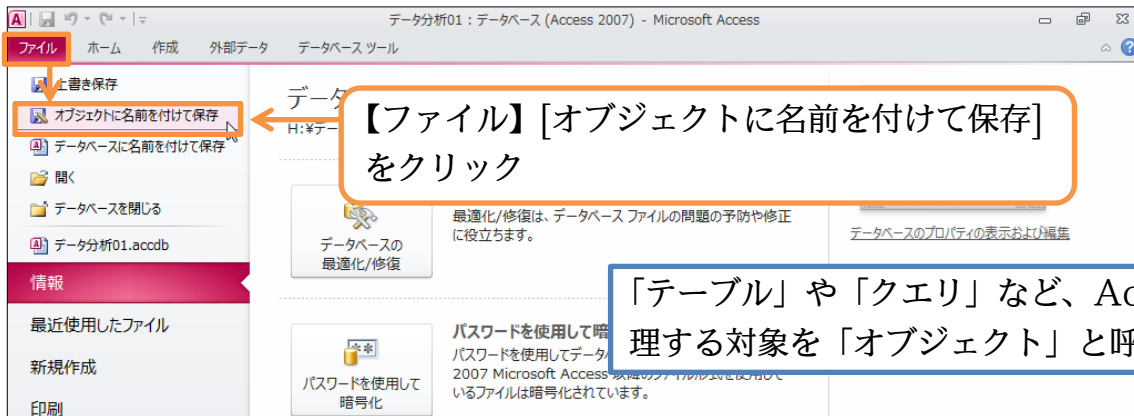 データ分析01 : データベース (Access 2007) - Microsoft Access
ファイル ホーム 作成 外部データ データベース ツール
上書き保存
オブジェクトに名前を付けて保存
データベースに名前を付けて保存
開く
データベースを閉じる
データ分析01.accdb
情報
最近使用したファイル
新規作成
印刷
データ
H:¥デー
【ファイル】[オブジェクトに名前を付けて保存]
をクリック
データベースの
最適化/修復
最適化/修復は、データベース ファイルの問題の予防や修正
に役立ちます。
データベースのプロパティの表示および編集
「テーブル」や「クエリ」など、Ac
理する対象を「オブジェクト」と呼
パスワードを使用して
暗号化
パスワードを使用して暗
パスワードを使用してデータ
2007 Microsoft Access 以降のファイル形式を使用して
いるファイルは暗号化されています。